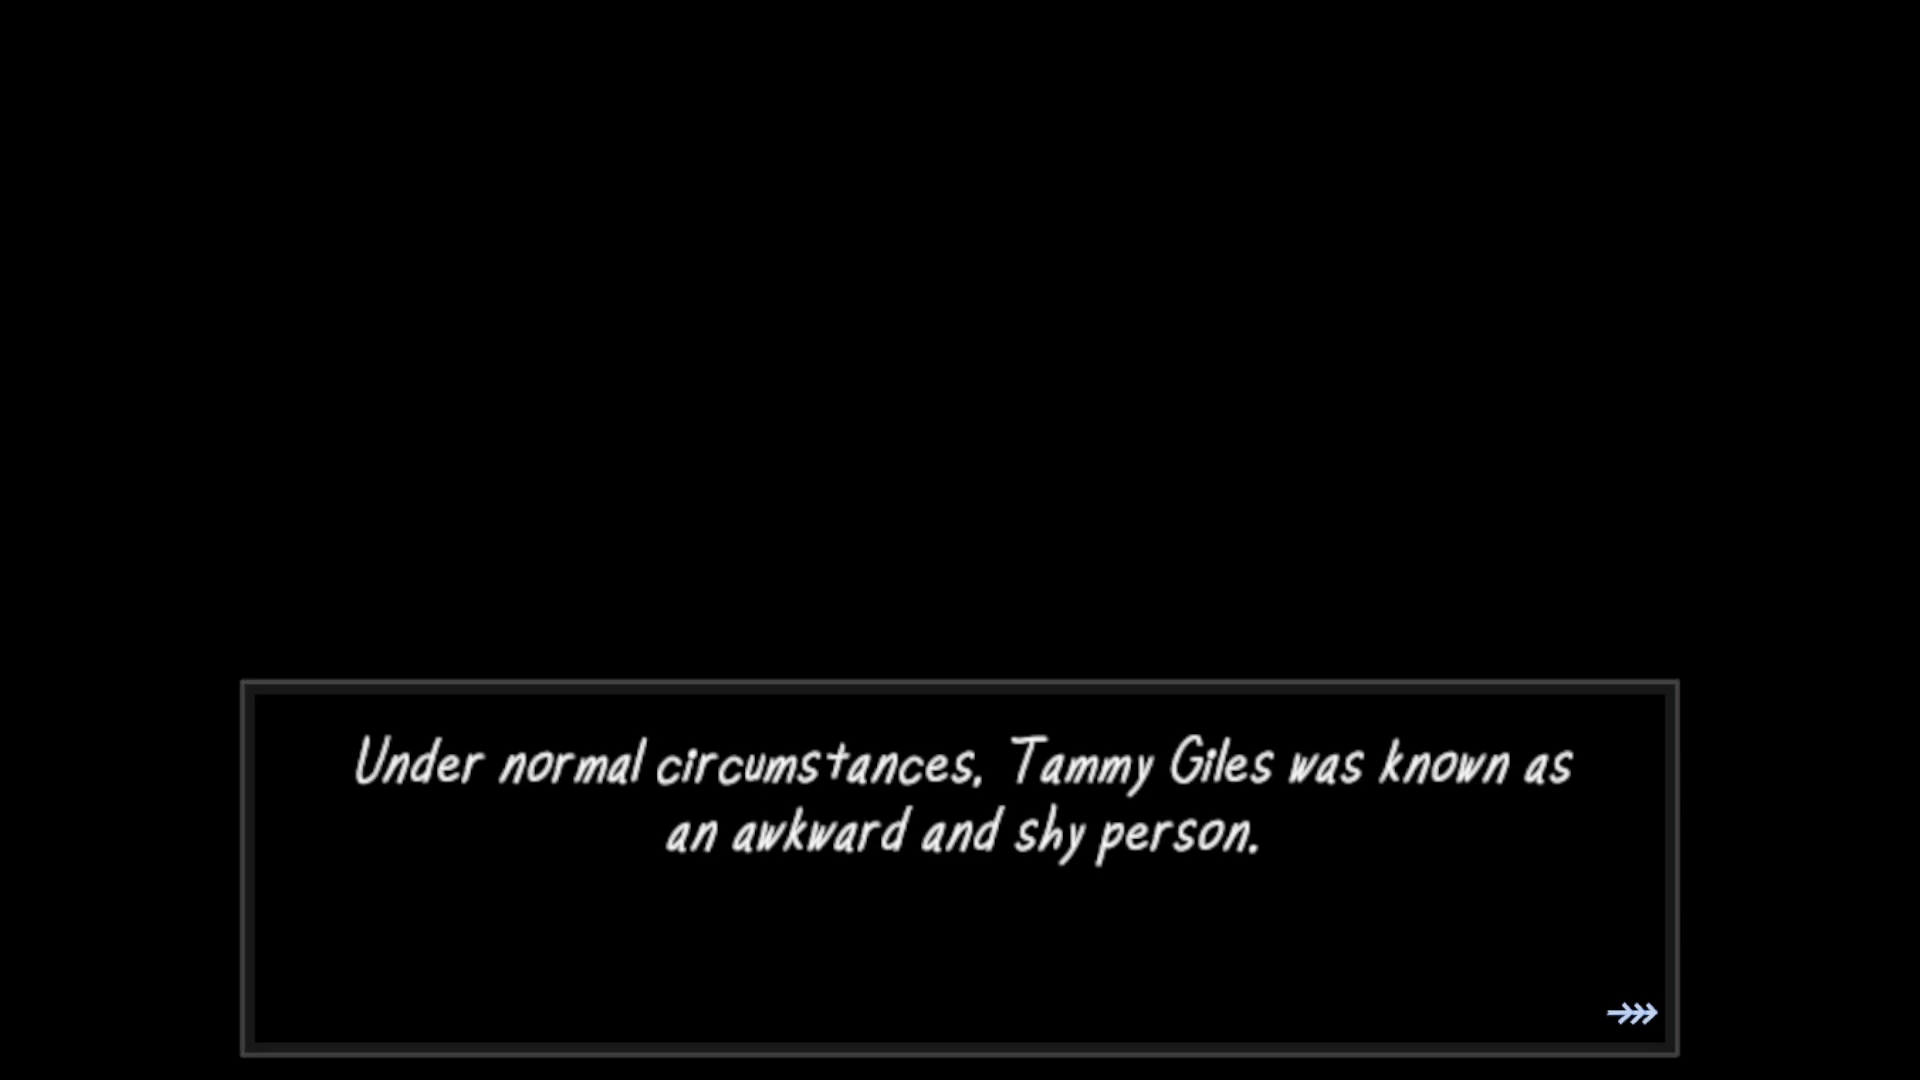 Under normal circumstances, Tammy Giles was known as
an awkward and shy person.